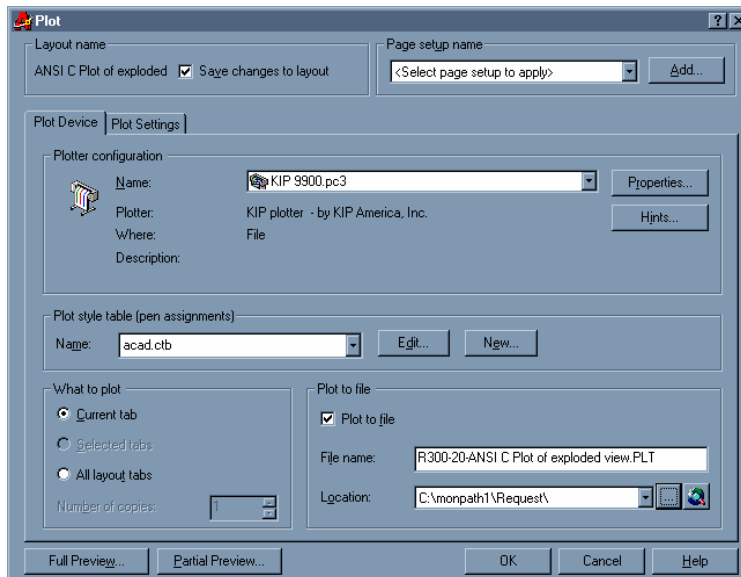 Plot
Layout name
ANSI C Plot of exploded Save changes to layout
Page setup name
<Select page setup to apply>
Add...
Plot Device
Plot Settings
Plotter configuration
Name: KIP 9900.pc3
Properties...
Plotter: KIP plotter - by KIP America, Inc.
Hints...
Where: File
Description:
Plot style table (pen assignments)
Name: acad.ctb
Edit...
New...
What to plot
Current tab
Selected tabs
All layout tabs
Number of copies: 1
Plot to file
Plot to file
File name: R300-20-ANSI C Plot of exploded view.PLT
Location: C:\monpath1\Request\
...
Full Preview...
Partial Preview...
OK
Cancel
Help